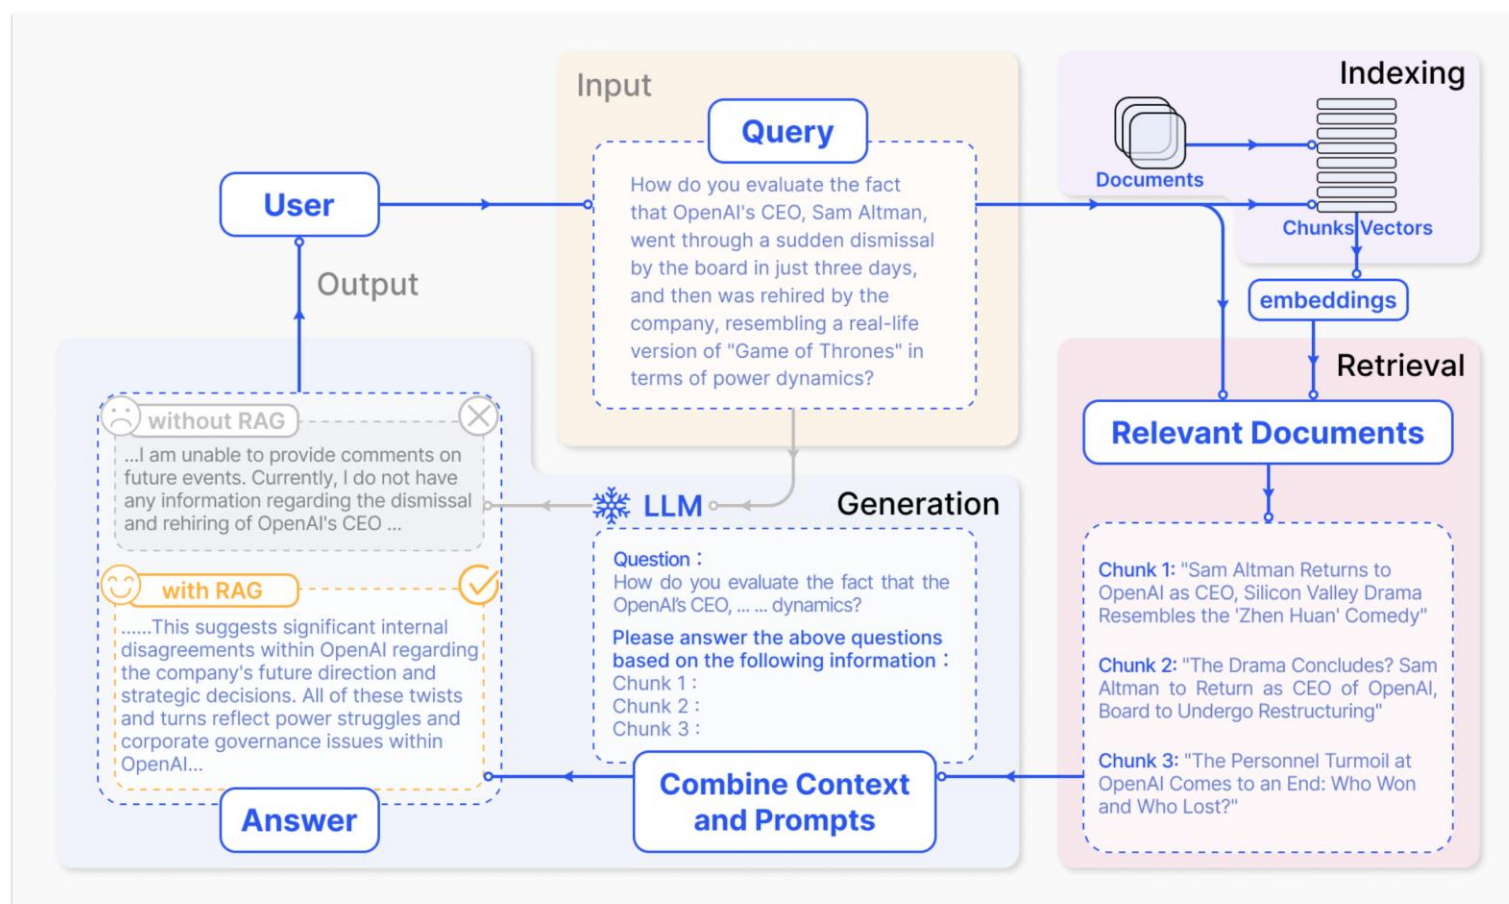 Input
Query
How do you evaluate the fact
that OpenAI's CEO, Sam Altman,
went through a sudden dismissal
by the board in just three days,
and then was rehired by the
company, resembling a real-life
version of "Game of Thrones" in
terms of power dynamics?
Indexing
Documents
Chunks Vectors
embeddings
User
Output
Retrieval
Relevant Documents
Chunk 1: "Sam Altman Returns to
OpenAI as CEO, Silicon Valley Drama
Resembles the 'Zhen Huan' Comedy"
Chunk 2: "The Drama Concludes? Sam
Altman to Return as CEO of OpenAI,
Board to Undergo Restructuring"
Chunk 3: "The Personnel Turmoil at
OpenAI Comes to an End: Who Won
and Who Lost?"
Generation
LLM
Question :
How do you evaluate the fact that the
OpenAI's CEO, ... ... dynamics?
Please answer the above questions
based on the following information :
Chunk 1 :
Chunk 2 :
Chunk 3 :
Combine Context
and Prompts
without RAG
...I am unable to provide comments on
future events. Currently, I do not have
any information regarding the dismissal
and rehiring of OpenAI's CEO ...
with RAG
......This suggests significant internal
disagreements within OpenAI regarding
the company's future direction and
strategic decisions. All of these twists
and turns reflect power struggles and
corporate governance issues within
OpenAI...
Answer